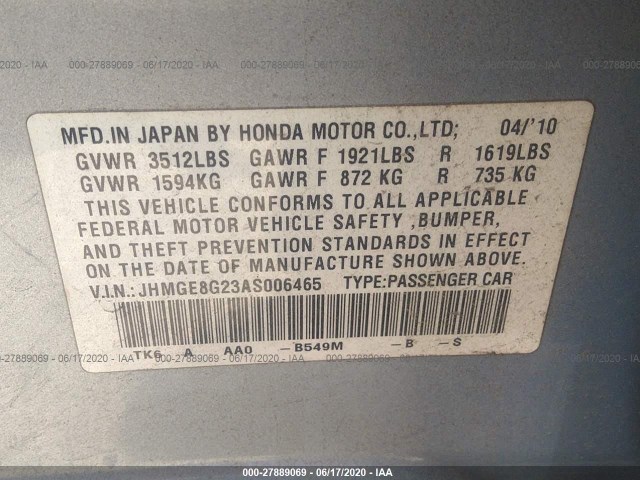 000-27889069 - 06/17/2020 - IAA
MFD.IN JAPAN BY HONDA MOTOR CO.,LTD; 04/'10
GVWR 3512LBS GAWR F 1921LBS R 1619LBS
GVWR 1594KG GAWR F 872 KG R 735 KG
THIS VEHICLE CONFORMS TO ALL APPLICABLE
FEDERAL MOTOR VEHICLE SAFETY ,BUMPER,
AND THEFT PREVENTION STANDARDS IN EFFECT
ON THE DATE OF MANUFACTURE SHOWN ABOVE.
V.I.N.:JHMGE8G23AS006465 TYPE:PASSENGER CAR
TK6 A AA0 -B549M -B -S
000-27889069 - 06/17/2020 - IAA